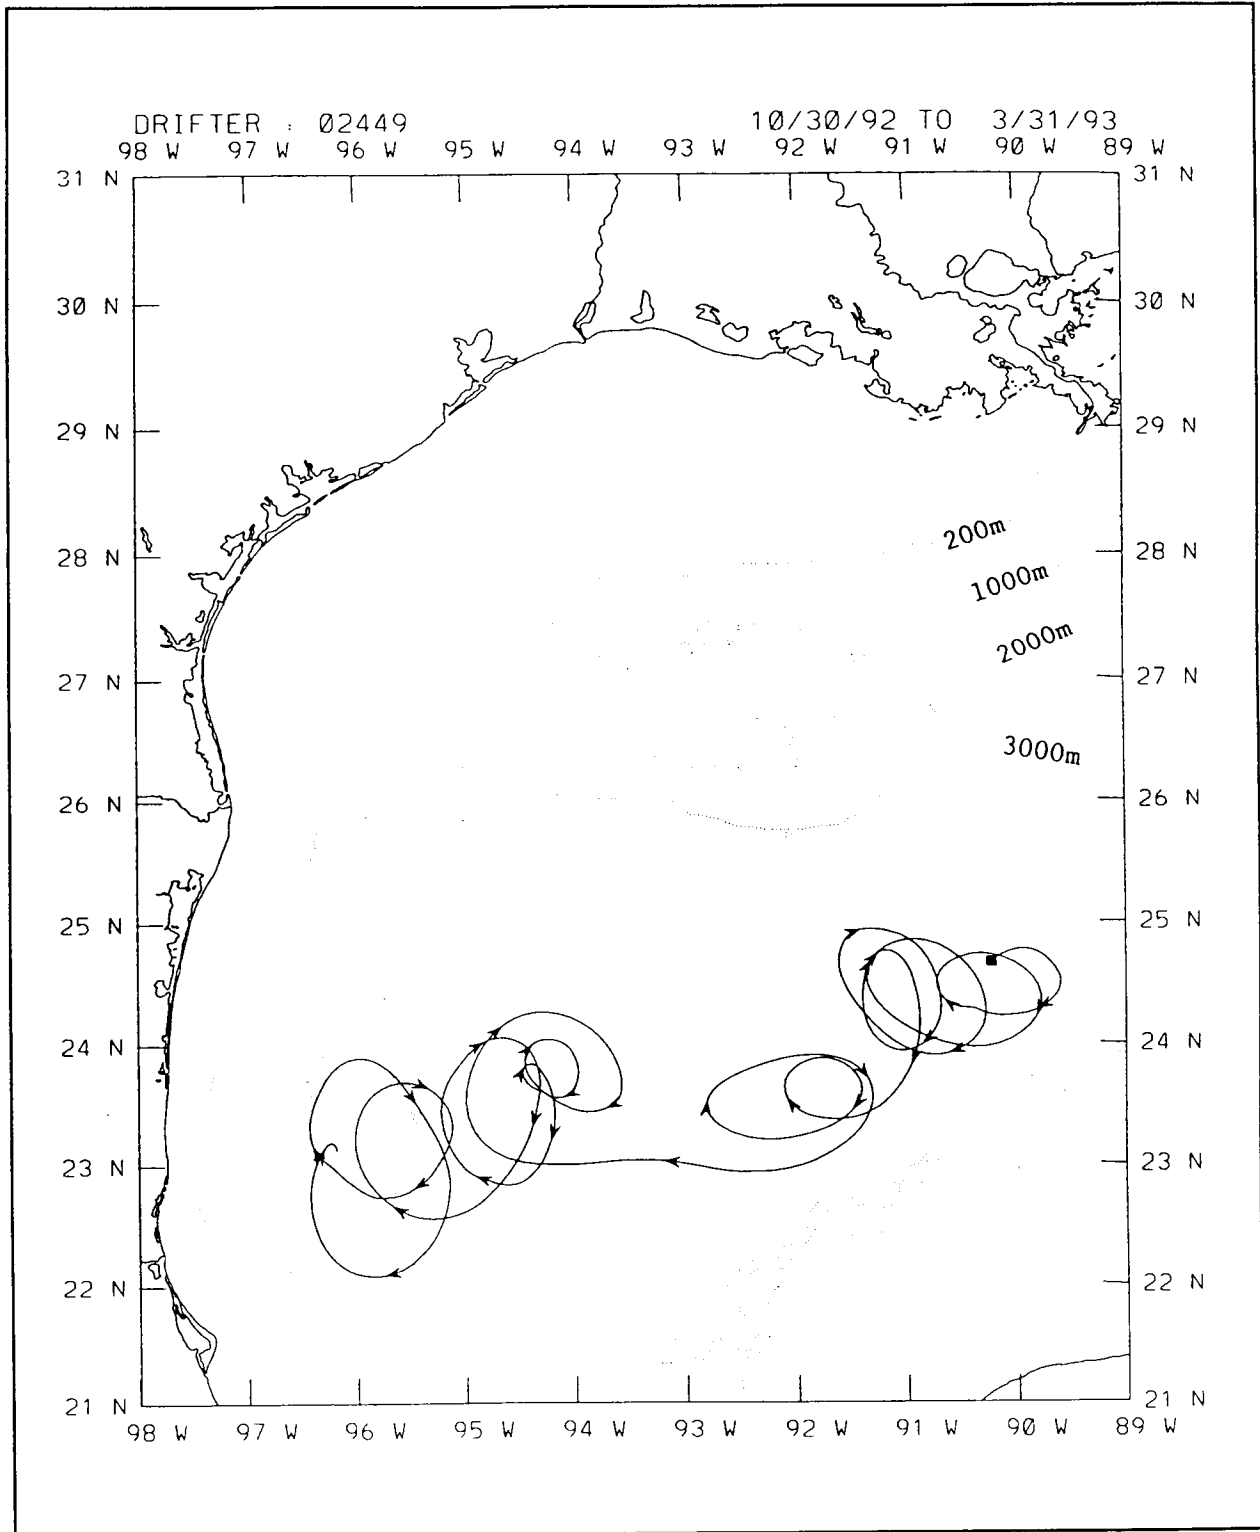 DRIFTER : 02449 10/30/92 TO 3/31/93
98 W 97 W 96 W 95 W 94 W 93 W 92 W 91 W 90 W 89 W
31 N 31 N
30 N 30 N
29 N 29 N
200m
28 N 28 N
1000m
2000m
27 N 27 N
3000m
26 N 26 N
25 N 25 N
24 N 24 N
23 N 23 N
22 N 22 N
21 N 21 N
98 W 97 W 96 W 95 W 94 W 93 W 92 W 91 W 90 W 89 W